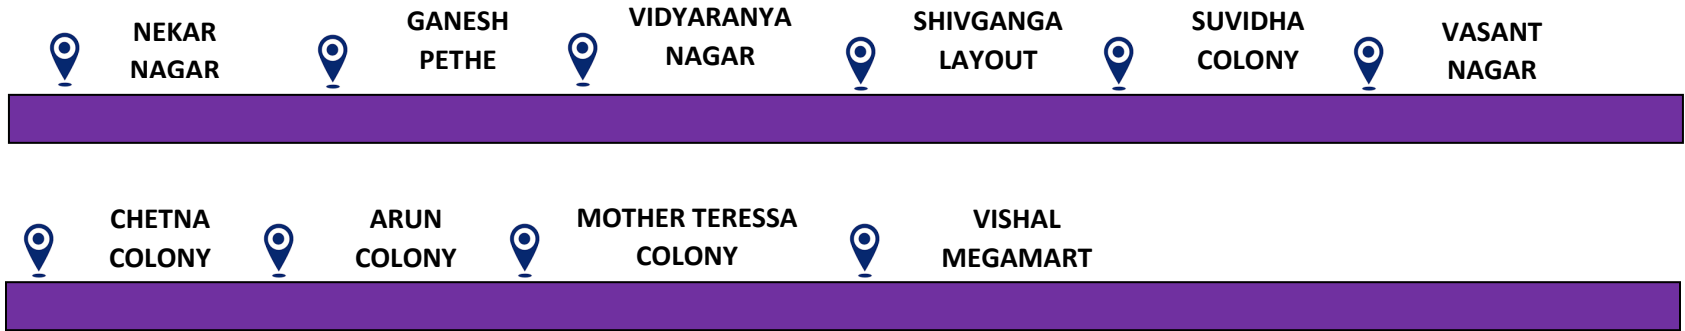 NEKAR
NAGAR
GANESH
PETHE
VIDYARANYA
NAGAR
SHIVGANGA
LAYOUT
SUVIDHA
COLONY
VASANT
NAGAR
CHETNA
COLONY
ARUN
COLONY
MOTHER TERESSA
COLONY
VISHAL
MEGAMART